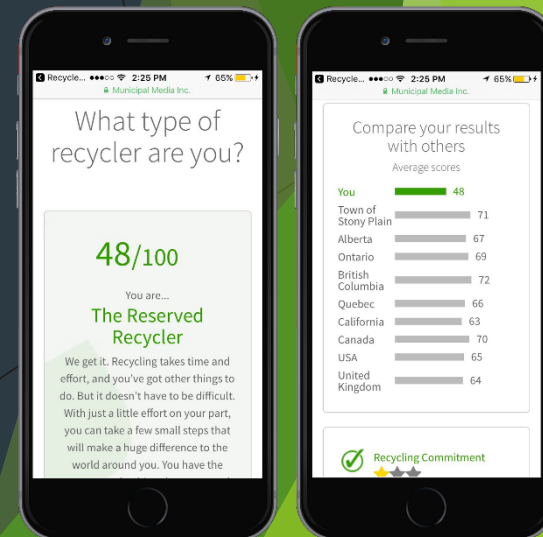 Recycle... 2:25 PM 65%
Municipal Media Inc.
What type of
recycler are you?
48/100
You are...
The Reserved
Recycler
We get it. Recycling takes time and
effort, and you've got other things to
do. But it doesn't have to be difficult.
With just a little effort on your part,
you can take a few small steps that
will make a huge difference to the
world around you. You have the
Recycle... 2:25 PM 65%
Municipal Media Inc.
Compare your results
with others
Average scores
You 48
Town of
Stony Plain 71
Alberta 67
Ontario 69
British
Columbia 72
Quebec 66
California 63
Canada 70
USA 65
United
Kingdom 64
Recycling Commitment